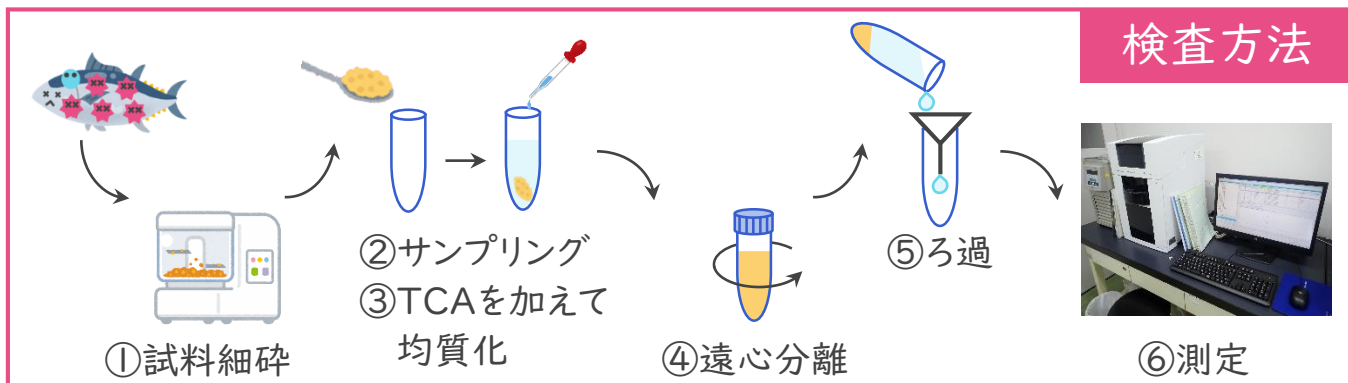 検査方法
①試料細砕
②サンプリング
③TCAを加えて
均質化
④遠心分離
⑤ろ過
⑥測定